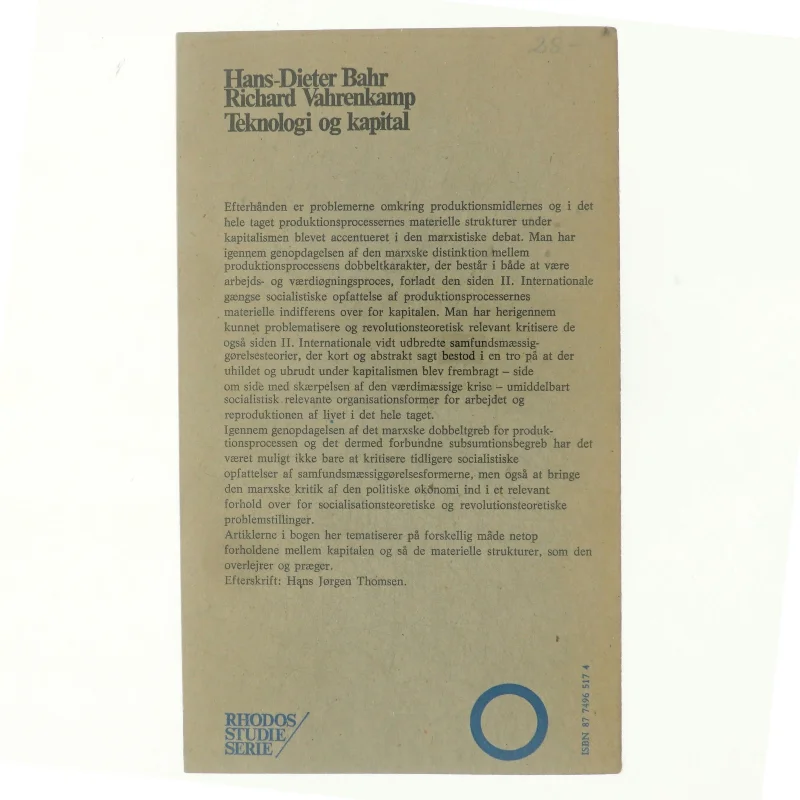 28-
Hans-Dieter Bahr
Richard Vahrenkamp
Teknologi og kapital
Efterhånden er problemerne omkring produktionsmidlernes og i det
hele taget produktionsprocessernes materielle strukturer under
kapitalismen blevet accentueret i den marxistiske debat. Man har
igennem genopdagelsen af den marxske distinktion mellem
produktionsprocessens dobbeltkarakter, der består i både at være
arbejds- og værdiøgningsproces, forladt den siden II. Internationale
gængse socialistiske opfattelse af produktionsprocessernes
materielle indifferens over for kapitalen. Man har herigennem
kunnet problematisere og revolutionsteoretisk relevant kritisere de
også siden II. Internationale vidt udbredte samfundsmæssig-
gørelsesteorier, der kort og abstrakt sagt bestod i en tro på at der
uhildet og ubrudt under kapitalismen blev frembragt – side
om side med skærpelsen af den værdimæssige krise – umiddelbart
socialistisk relevante organisationsformer for arbejdet og
reproduktionen af livet i det hele taget.
Igennem genopdagelsen af det marxske dobbeltgreb for produk-
tionsprocessen og det dermed forbundne subsumtionsbegreb har det
været muligt ikke bare at kritisere tidligere socialistiske
opfattelser af samfundsmæssiggørelsesformerne, men også at bringe
den marxske kritik af den politiske økonomi ind i et relevant
forhold over for socialisationsteoretiske og revolutionsteoretiske
problemstillinger.
Artiklerne i bogen her tematiserer på forskellig måde netop
forholdene mellem kapitalen og så de materielle strukturer, som den
overlejrer og præger.
Efterskrift: Hans Jørgen Thomsen.
RHODOS
STUDIE
SERIE
ISBN 87 7496 517 4